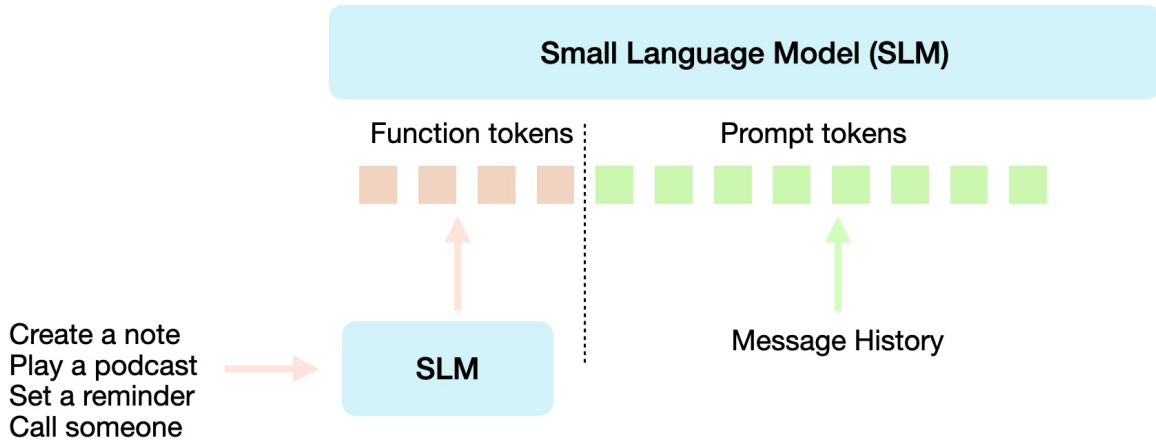 Small Language Model (SLM)
Function tokens
Prompt tokens
Create a note
Play a podcast
Set a reminder
Call someone
SLM
Message History